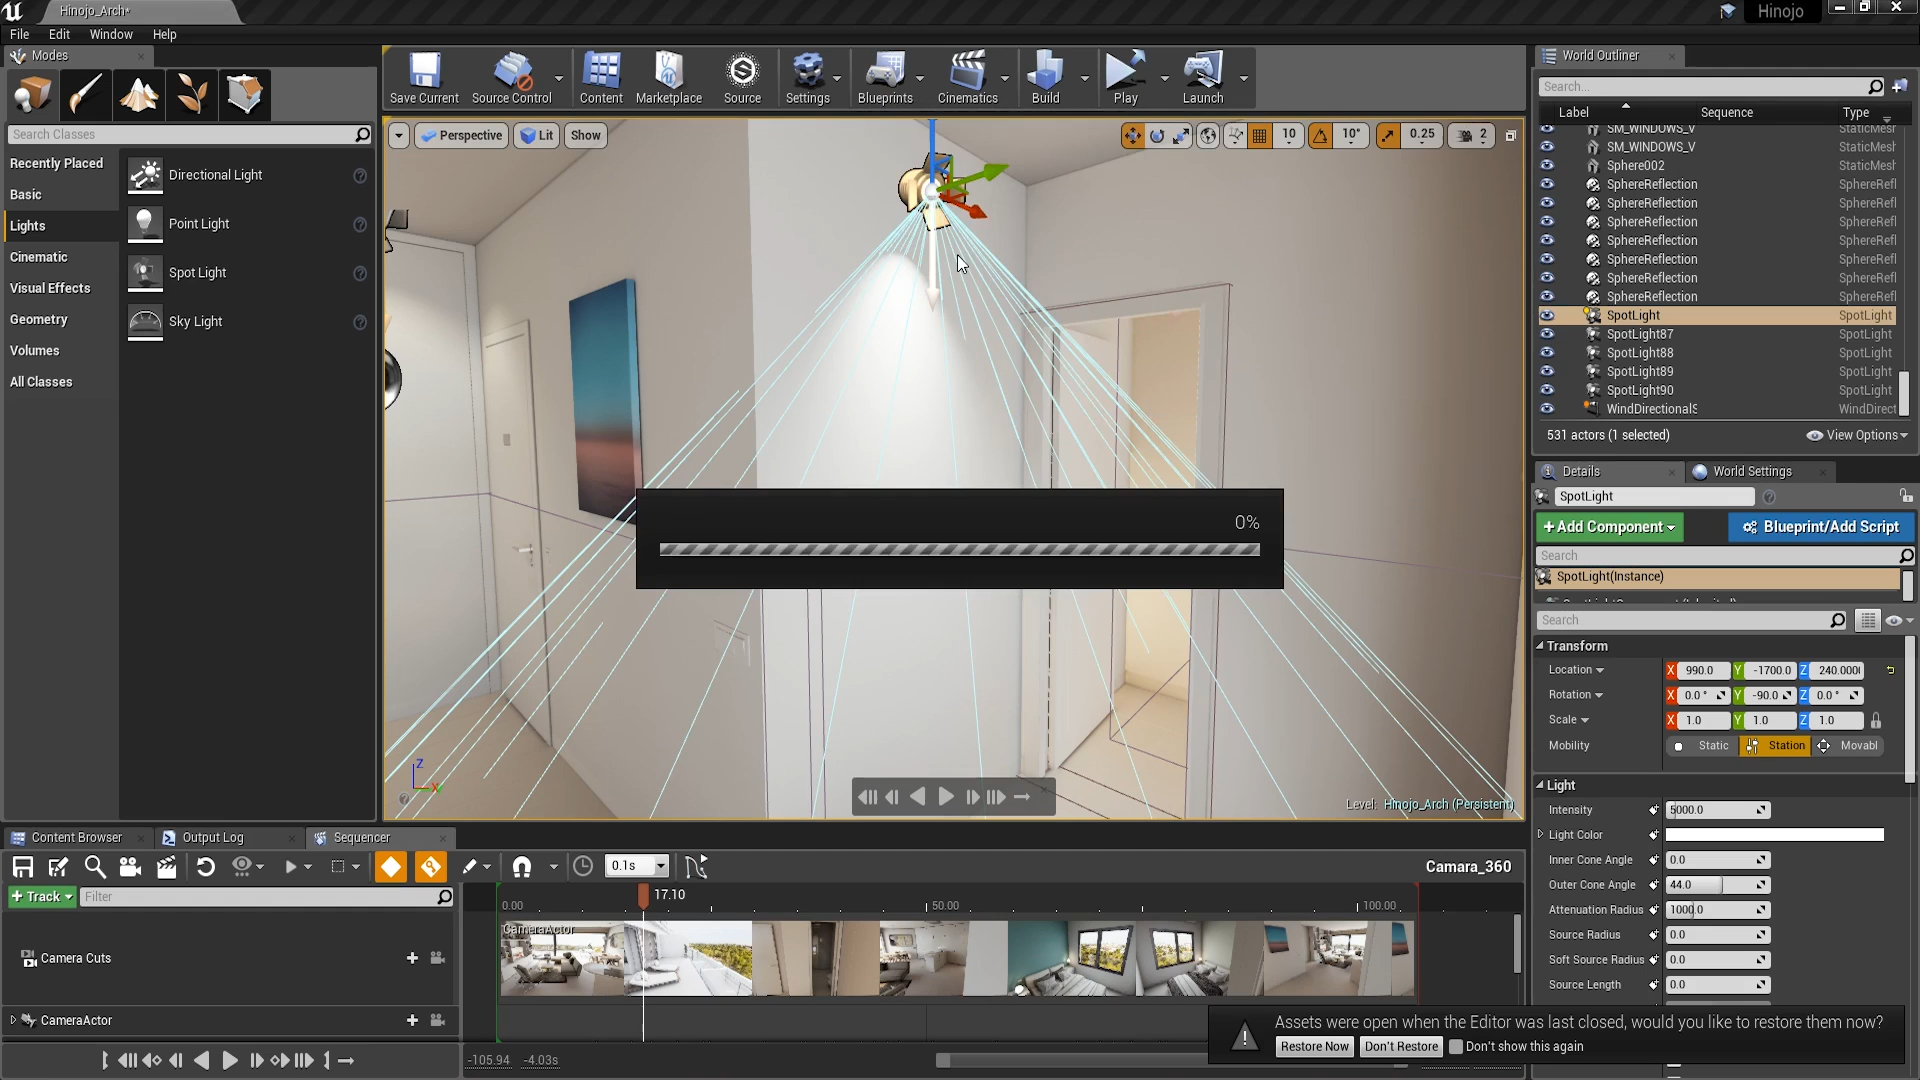 Hinojo_Arch*
Hinojo
File Edit Window Help
Modes
Search Classes
Recently Placed
Basic
Lights
Cinematic
Visual Effects
Geometry
Volumes
All Classes
Directional Light
Point Light
Spot Light
Sky Light
Save Current
Source Control
Content
Marketplace
Source
Settings
Blueprints
Cinematics
Build
Play
Launch
Perspective
Lit
Show
10
10°
0.25
2
0%
Level: Hinojo_Arch (Persistent)
Z
X
World Outliner
Search...
Label Sequence Type
SM_WINDOWS_V StaticMesh
SM_WINDOWS_V StaticMesh
Sphere002 StaticMesh
SphereReflection SphereRefl
SphereReflection SphereRefl
SphereReflection SphereRefl
SphereReflection SphereRefl
SphereReflection SphereRefl
SphereReflection SphereRefl
SphereReflection SphereRefl
SpotLight SpotLight
SpotLight87 SpotLight
SpotLight88 SpotLight
SpotLight89 SpotLight
SpotLight90 SpotLight
WindDirectionalS WindDirect
531 actors (1 selected)
View Options
Details
World Settings
SpotLight
+Add Component
Blueprint/Add Script
Search
SpotLight(Instance)
Search
Transform
Location X 990.0 Y -1700.0 Z 240.000
Rotation X 0.0° Y -90.0 Z 0.0°
Scale X 1.0 Y 1.0 Z 1.0
Mobility Static Station Movabl
Light
Intensity 5000.0
Light Color
Inner Cone Angle 0.0
Outer Cone Angle 44.0
Attenuation Radius 1000.0
Source Radius 0.0
Soft Source Radius 0.0
Source Length 0.0
Content Browser
Output Log
Sequencer
0.1s
Camara_360
+ Track
Filter
17.10
0.00
50.00
100.00
CameraActor
Camera Cuts
CameraActor
-105.94
-4.03s
Assets were open when the Editor was last closed, would you like to restore them now?
Restore Now
Don't Restore
Don't show this again